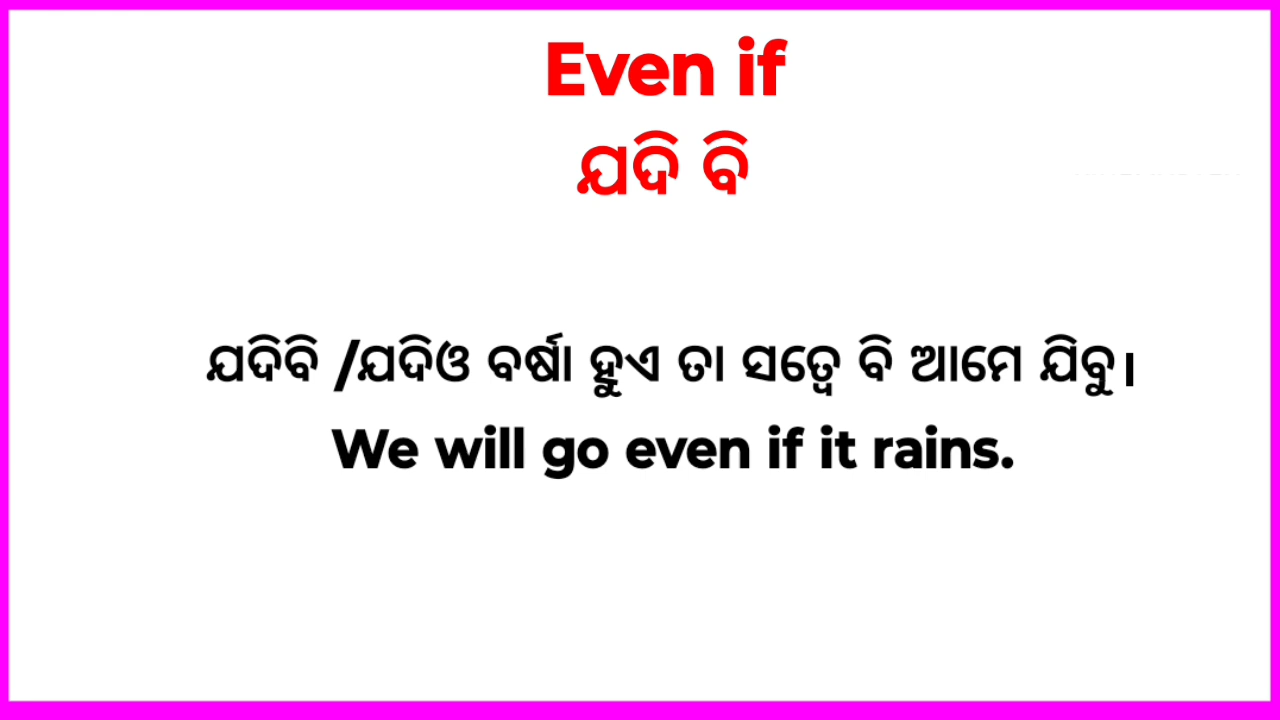 Even if
ଯଦି ବି
ଯଦିବି /ଯଦିଓ ବର୍ଷା ହୁଏ ତା ସତ୍ୱେ ବି ଆମେ ଯିବୁ।
We will go even if it rains.